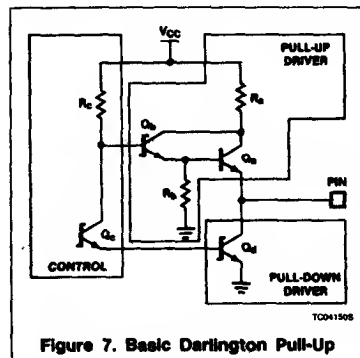 VCC
PULL-UP
DRIVER
Rc
Ra
Qb
Qa
Rb
PIN
Qc
Qd
CONTROL
PULL-DOWN
DRIVER
TC04150S
Figure 7. Basic Darlington Pull-Up